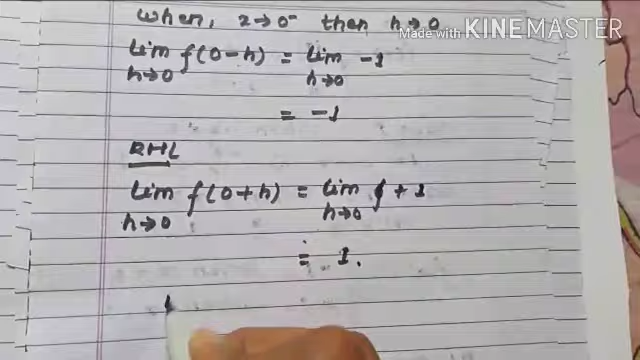 when, x→0⁻ then h→0
Made with KINEMASTER
lim f(0-h) = lim -1
h→0 h→0
= -1
RHL
lim f(0+h) = lim +1
h→0 h→0
= 1.